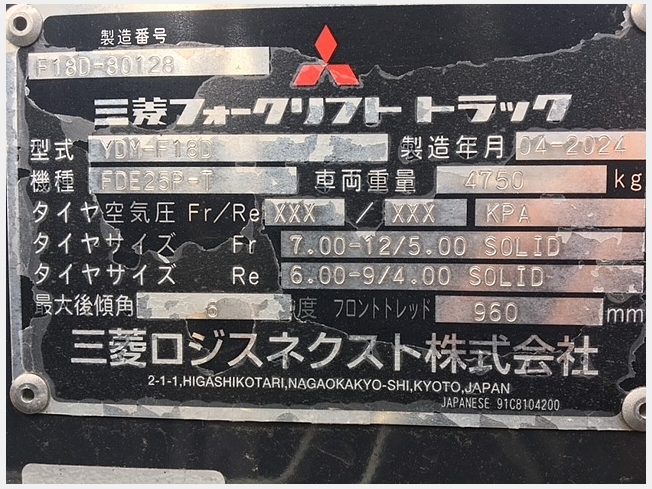 製造番号
F18D-80128
三菱フォークリフト トラック
型式 YDM-F18D 製造年月 04-2024
機種 FDE25P-T 車両重量 4750 kg
タイヤ空気圧 Fr/Re XXX / XXX KPA
タイヤサイズ Fr 7.00-12/5.00 SOLID
タイヤサイズ Re 6.00-9/4.00 SOLID
最大後傾角 6 度 フロントトレッド 960 mm
三菱ロジスネクスト株式会社
2-1-1,HIGASHIKOTARI,NAGAOKAKYO-SHI,KYOTO,JAPAN
JAPANESE 91C8104200